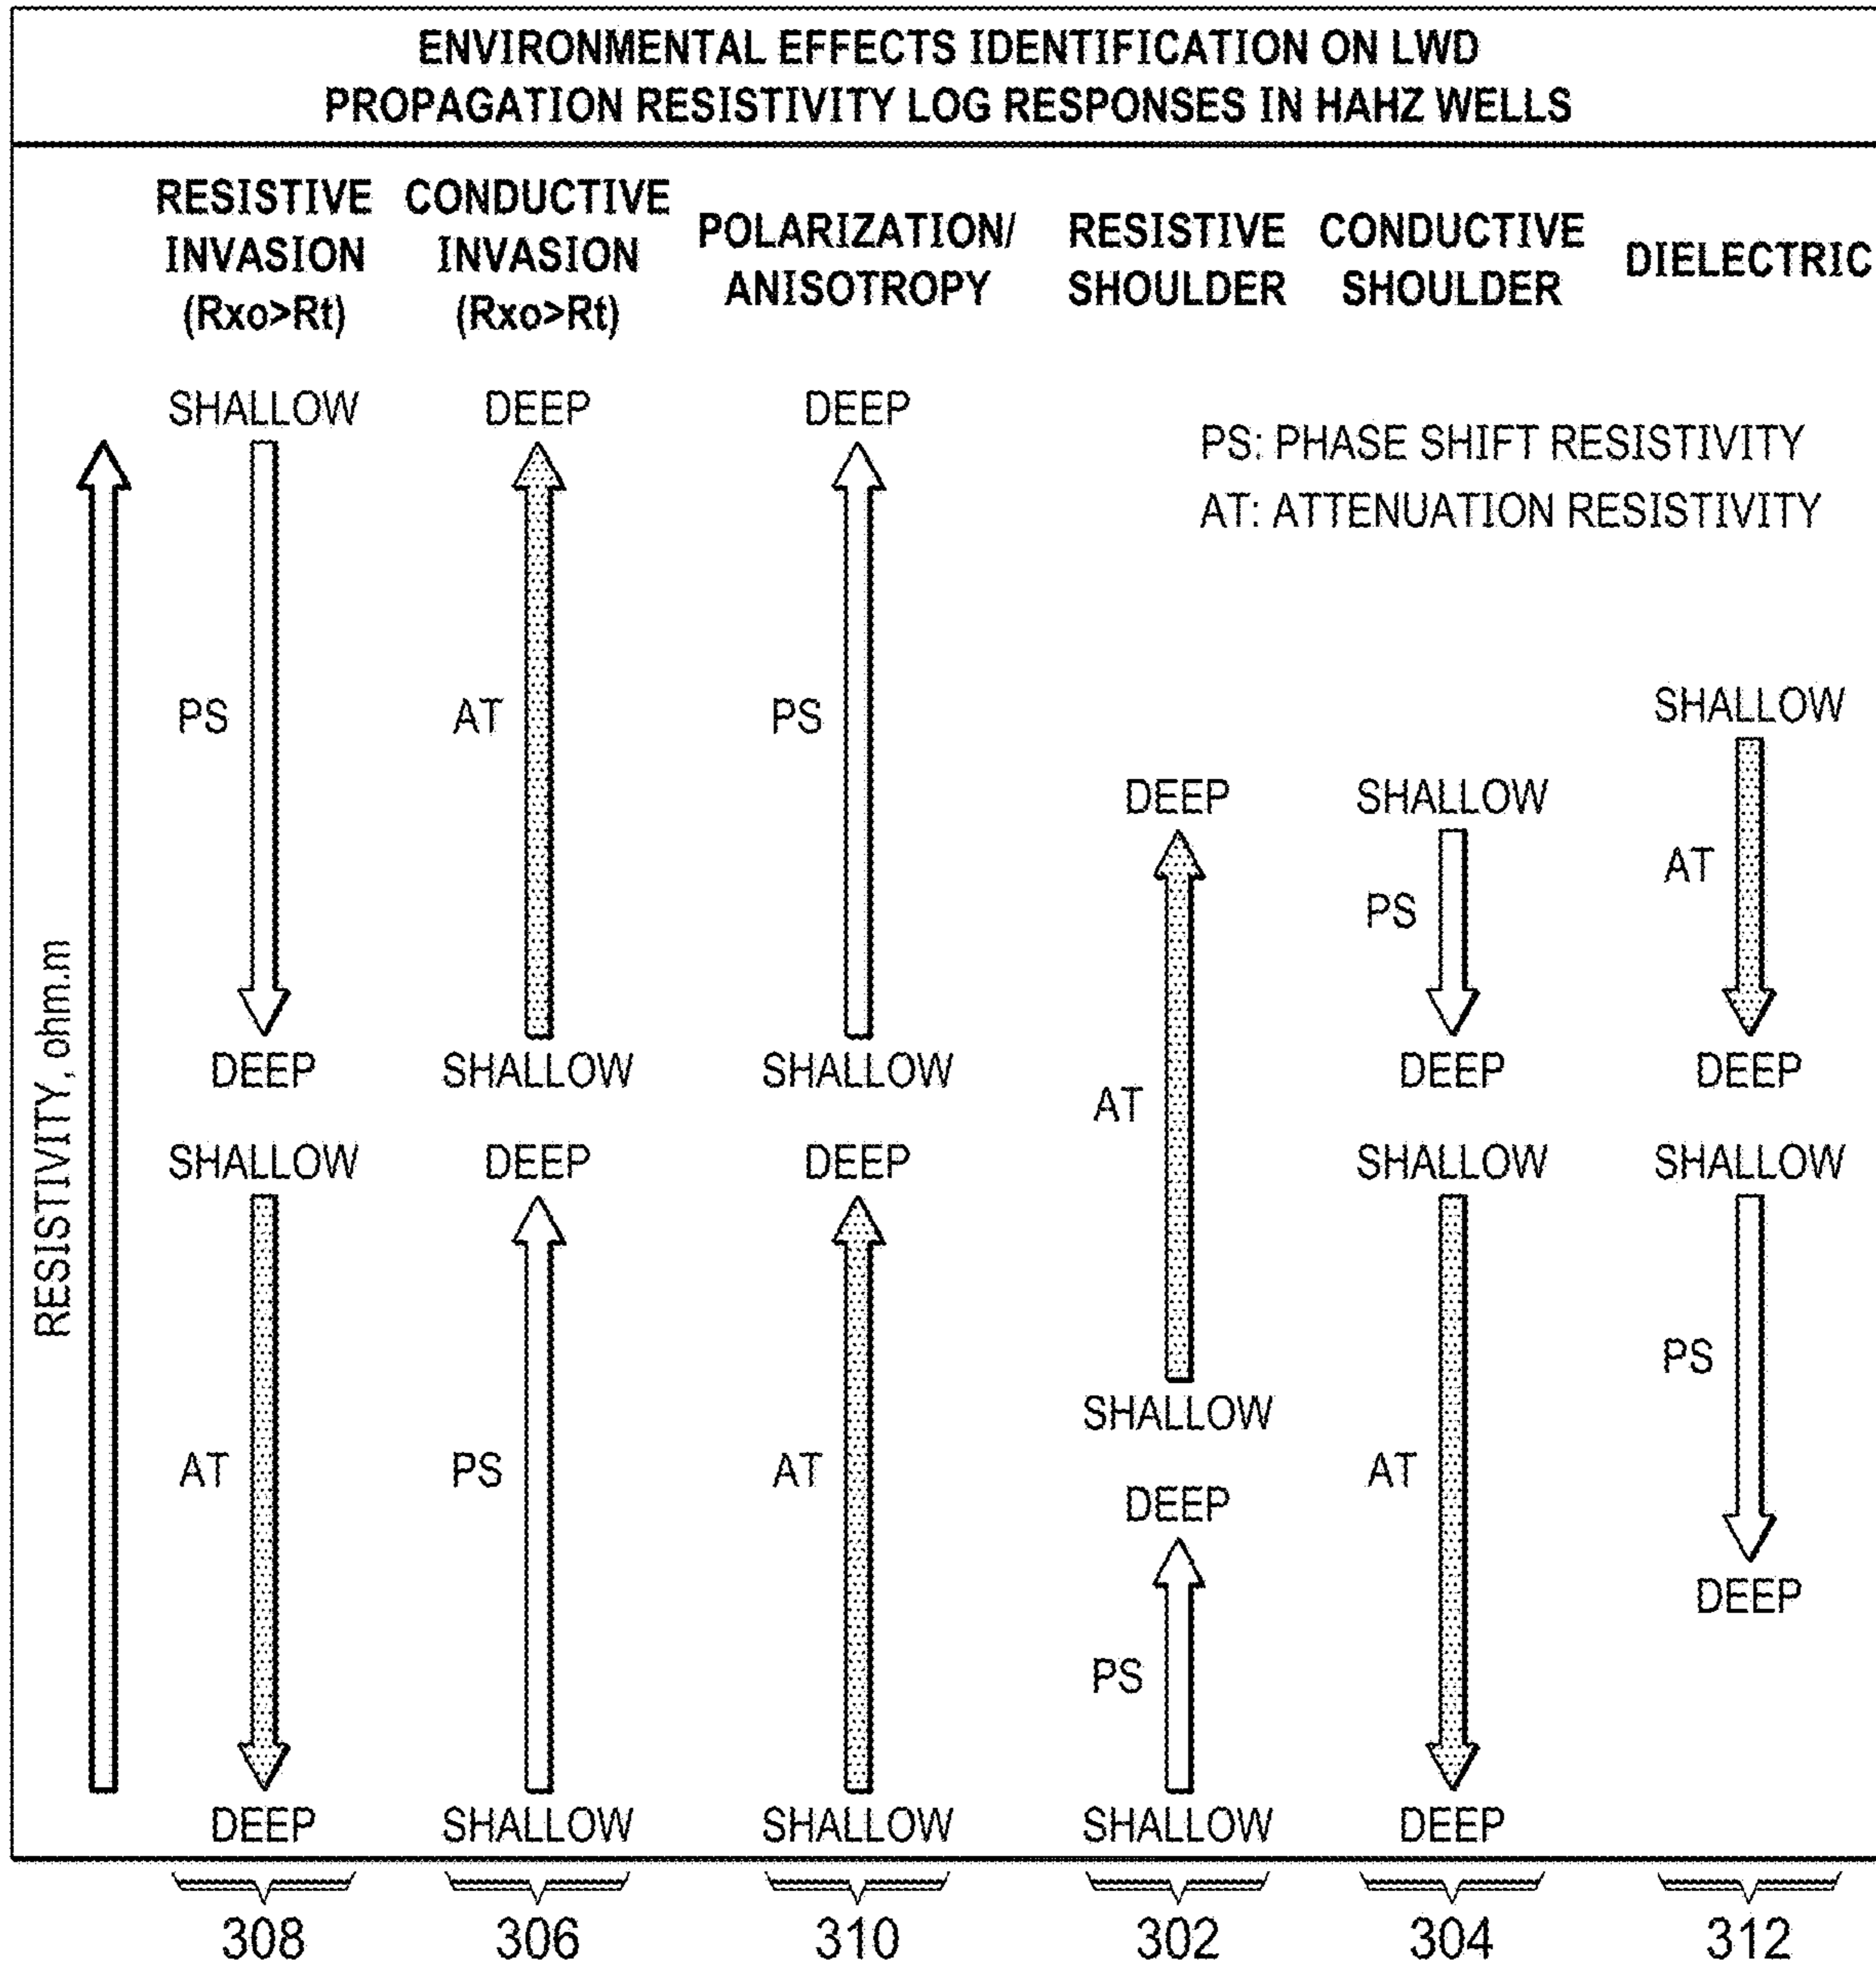 ENVIRONMENTAL EFFECTS IDENTIFICATION ON LWD
PROPAGATION RESISTIVITY LOG RESPONSES IN HAHZ WELLS
RESISTIVE
INVASION
(Rxo>Rt)
CONDUCTIVE
INVASION
(Rxo>Rt)
POLARIZATION/
ANISOTROPY
RESISTIVE
SHOULDER
CONDUCTIVE
SHOULDER
DIELECTRIC
PS: PHASE SHIFT RESISTIVITY
AT: ATTENUATION RESISTIVITY
RESISTIVITY, ohm.m
SHALLOW
PS
DEEP
SHALLOW
AT
DEEP
308
DEEP
AT
SHALLOW
DEEP
PS
SHALLOW
306
DEEP
PS
SHALLOW
DEEP
AT
SHALLOW
310
DEEP
AT
SHALLOW
DEEP
PS
SHALLOW
302
SHALLOW
PS
DEEP
SHALLOW
AT
DEEP
304
SHALLOW
AT
DEEP
SHALLOW
PS
DEEP
312